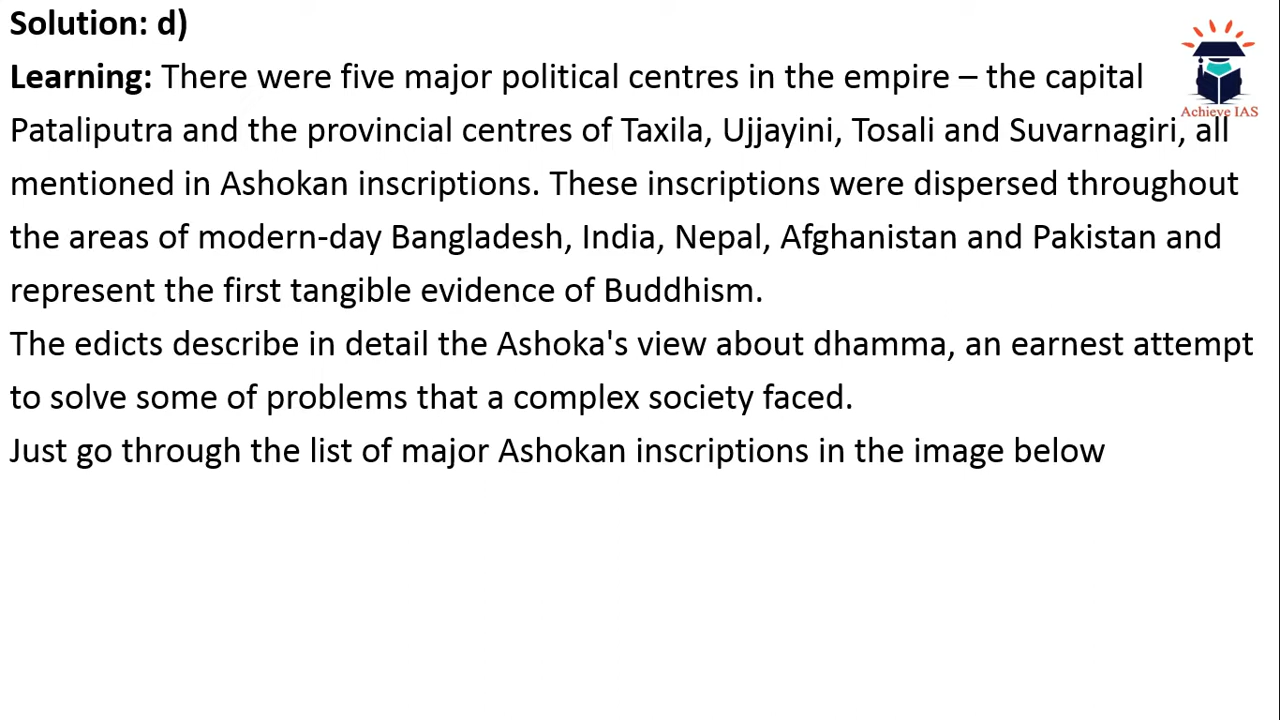 Solution: d)
Learning: There were five major political centres in the empire – the capital
Pataliputra and the provincial centres of Taxila, Ujjayini, Tosali and Suvarnagiri, all
mentioned in Ashokan inscriptions. These inscriptions were dispersed throughout
the areas of modern-day Bangladesh, India, Nepal, Afghanistan and Pakistan and
represent the first tangible evidence of Buddhism.
The edicts describe in detail the Ashoka's view about dhamma, an earnest attempt
to solve some of problems that a complex society faced.
Just go through the list of major Ashokan inscriptions in the image below
Achieve IAS